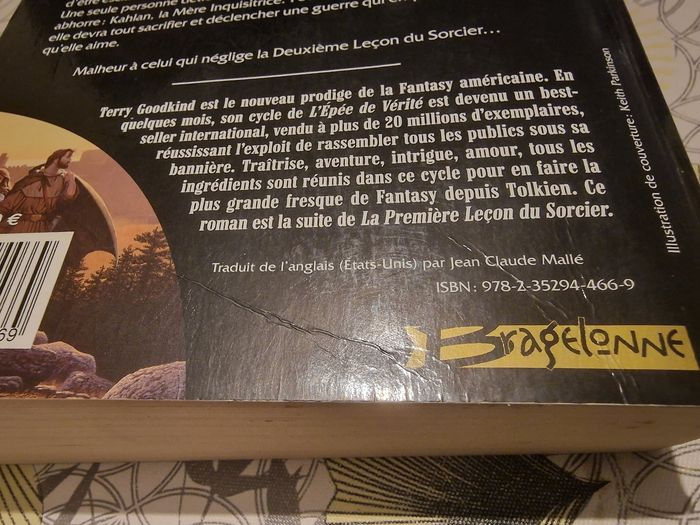 Une seule personne
abhorre : Kahlan, la Mère Inquisitrice.
elle devra tout sacrifier et déclencher une guerre qui
qu'elle aime.
Malheur à celui qui néglige la Deuxième Leçon du Sorcier...
Terry Goodkind est le nouveau prodige de la Fantasy américaine. En
quelques mois, son cycle de L'Épée de Vérité est devenu un best-
seller international, vendu à plus de 20 millions d'exemplaires,
réussissant l'exploit de rassembler tous les publics sous sa
bannière. Traîtrise, aventure, intrigue, amour, tous les
ingrédients sont réunis dans ce cycle pour en faire la
plus grande fresque de Fantasy depuis Tolkien. Ce
roman est la suite de La Première Leçon du Sorcier.
Traduit de l'anglais (États-Unis) par Jean Claude Mallé
ISBN : 978-2-35294-466-9
Bragelonne
Illustration de couverture : Keith Parkinson
€
69